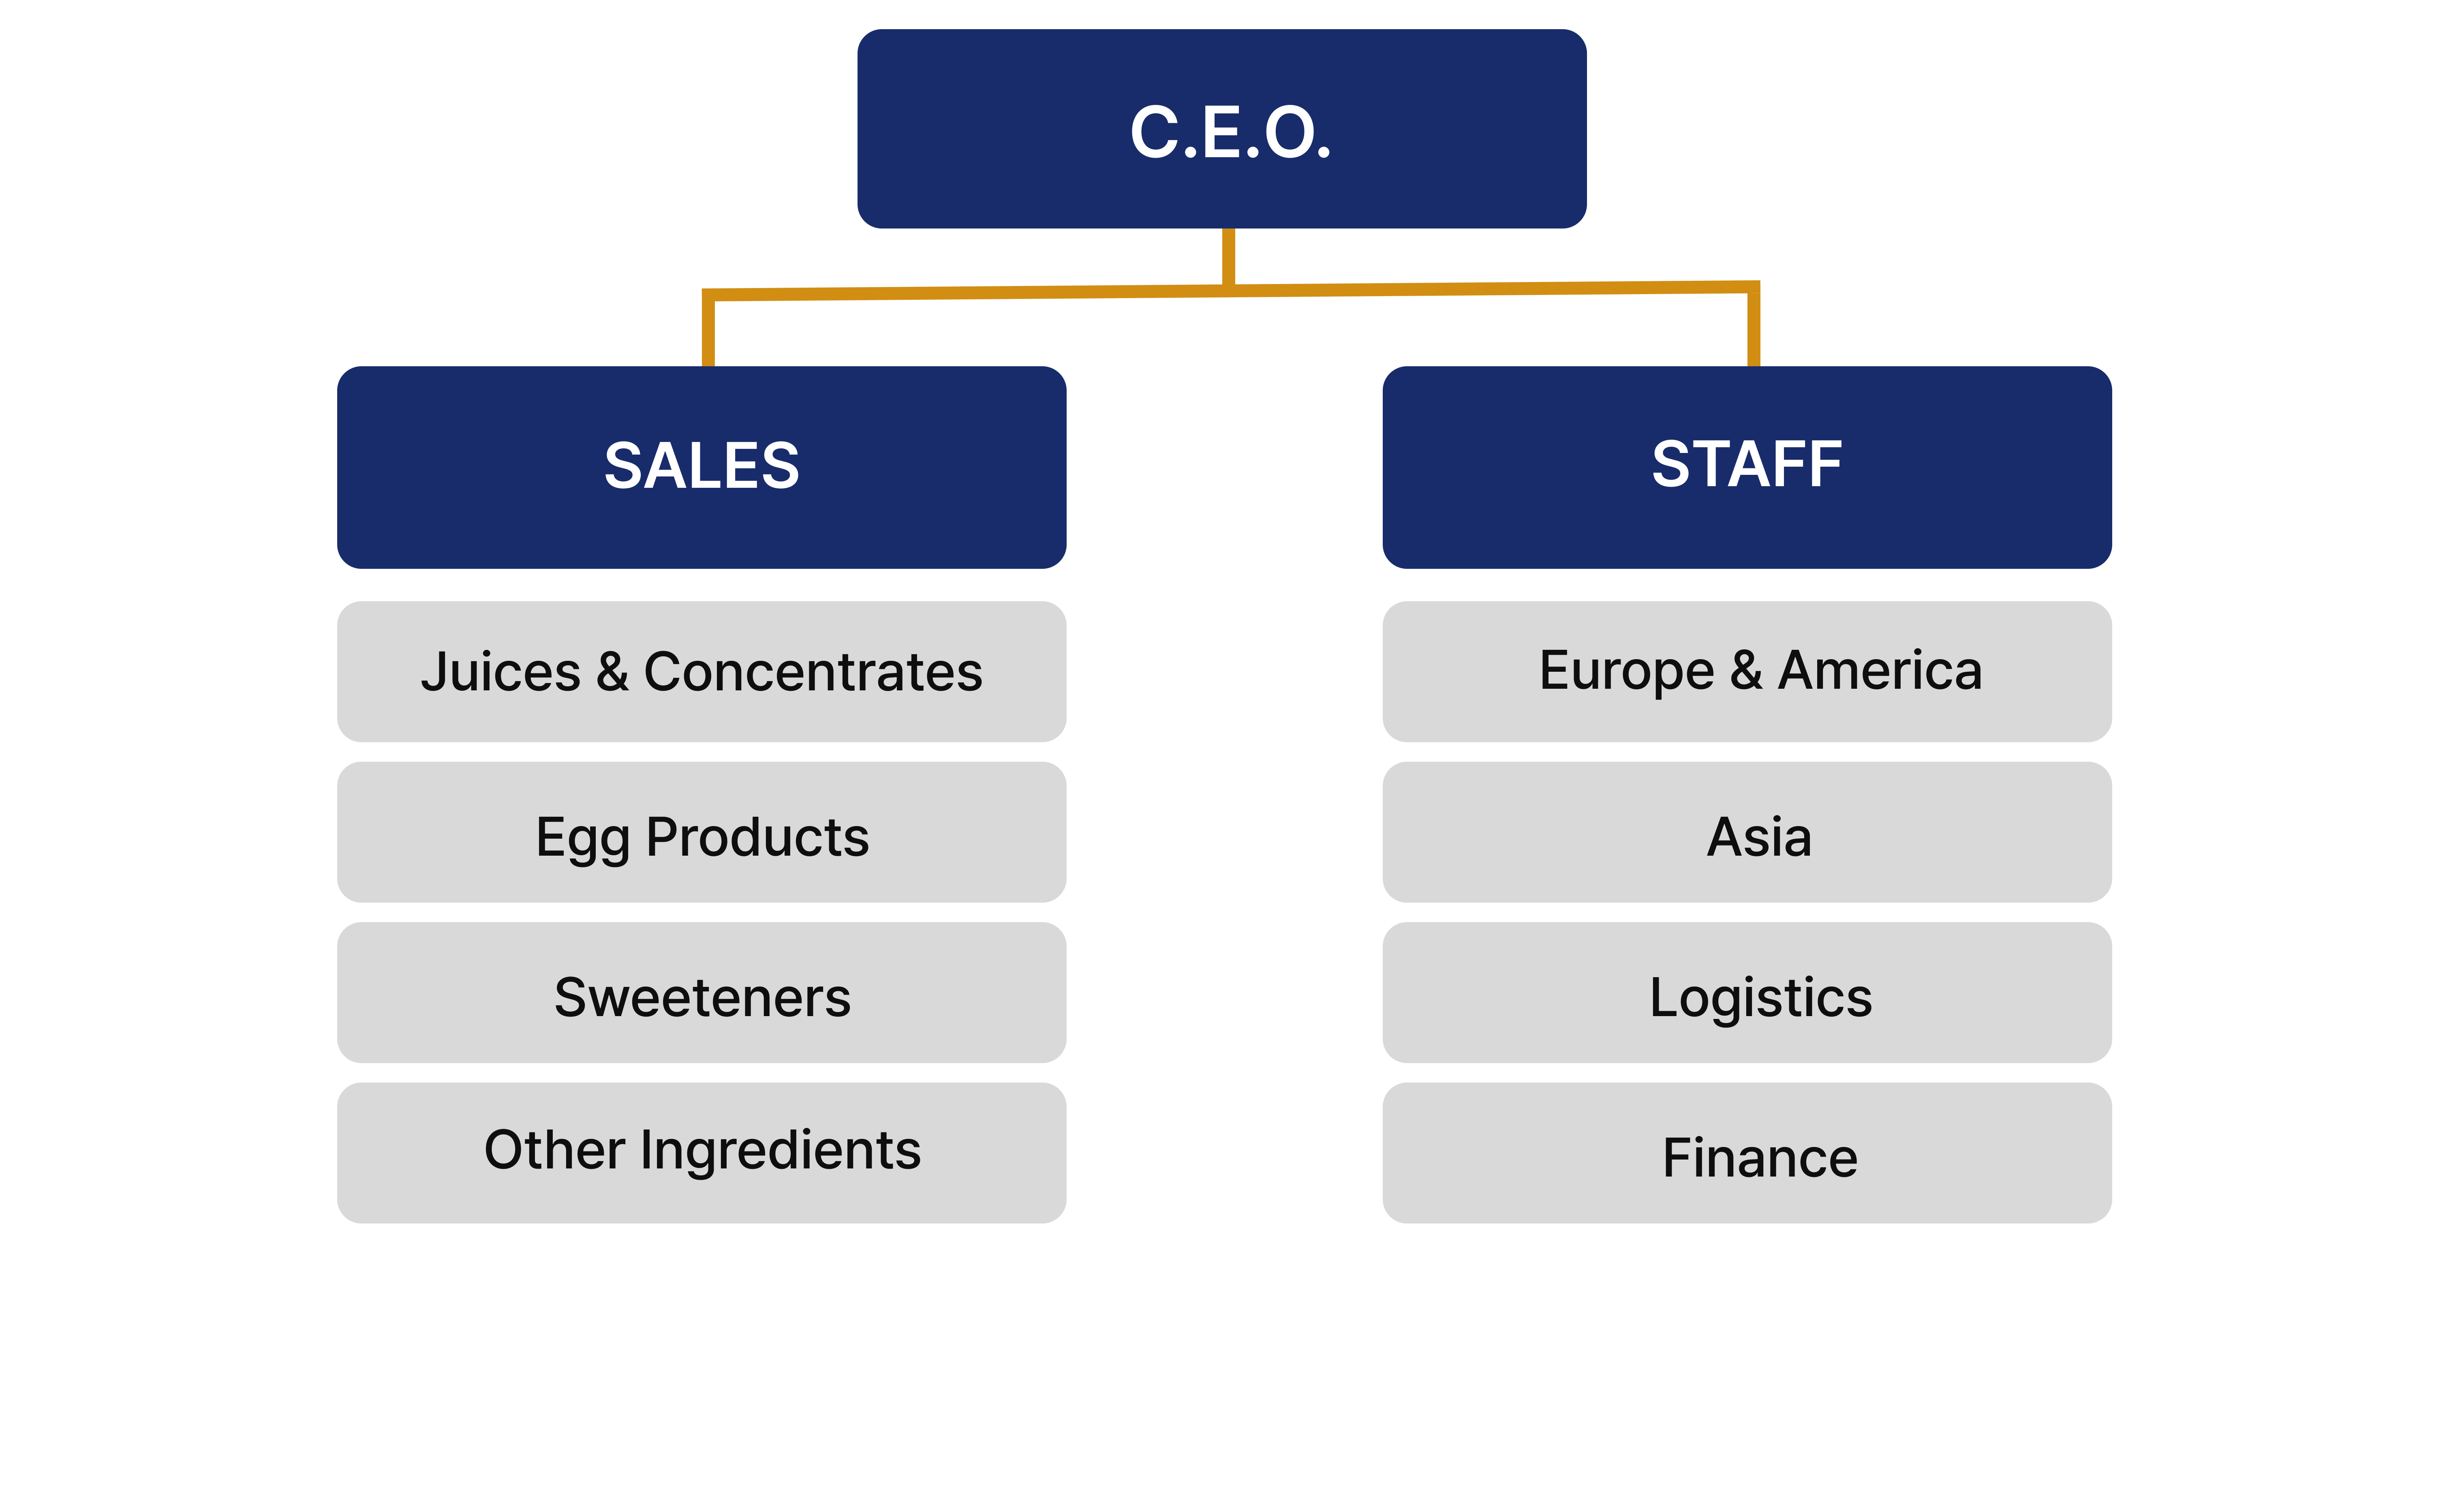 C.E.O.
SALES
Juices & Concentrates
Egg Products
Sweeteners
Other Ingredients
STAFF
Europe & America
Asia
Logistics
Finance